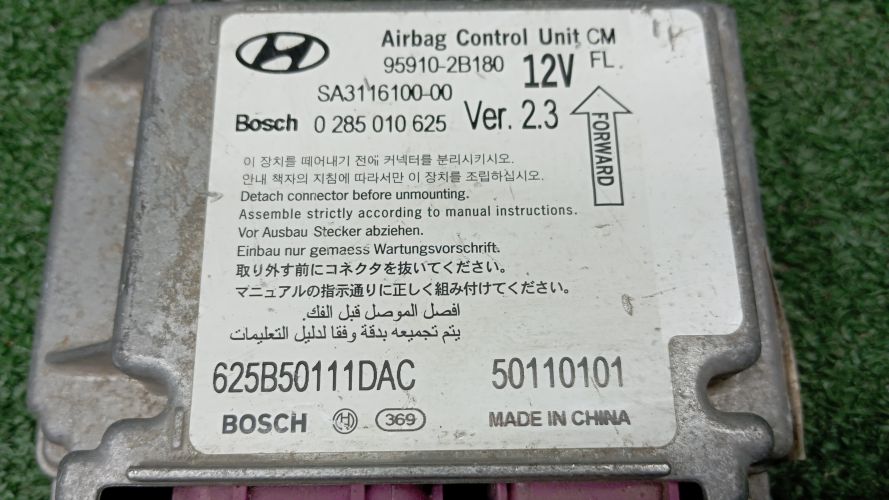 Airbag Control Unit CM
95910-2B180 12V FL.
SA3116100-00
Bosch 0 285 010 625 Ver. 2.3
FORWARD
이 장치를 떼어내기 전에 커넥터를 분리시키시오.
안내 책자의 지침에 따라서만 이 장치를 조립하십시오.
Detach connector before unmounting.
Assemble strictly according to manual instructions.
Vor Ausbau Stecker abziehen.
Einbau nur gemaess Wartungsvorschrift.
取り外す前にコネクタを抜いてください。
マニュアルの指示通りに正しく組み付けてください。
افصل الموصل قبل الفك.
يتم تجميعه بدقة وفقا لدليل التعليمات
625B50111DAC 50110101
BOSCH 369 MADE IN CHINA